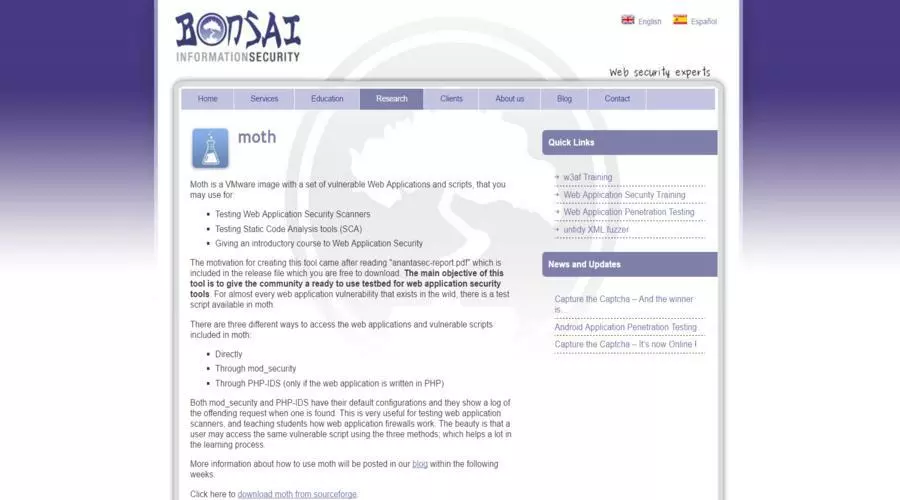 BONSAI
INFORMATIONSECURITY
English
Español
Web security experts
Home
Services
Education
Research
Clients
About us
Blog
Contact
moth
Moth is a VMware image with a set of vulnerable Web Applications and scripts, that you
may use for:
Testing Web Application Security Scanners
Testing Static Code Analysis tools (SCA)
Giving an introductory course to Web Application Security
The motivation for creating this tool came after reading "anantasec-report.pdf" which is
included in the release file which you are free to download. The main objective of this
tool is to give the community a ready to use testbed for web application security
tools. For almost every web application vulnerability that exists in the wild, there is a test
script available in moth.
There are three different ways to access the web applications and vulnerable scripts
included in moth:
Directly
Through mod_security
Through PHP-IDS (only if the web application is written in PHP)
Both mod_security and PHP-IDS have their default configurations and they show a log of
the offending request when one is found. This is very useful for testing web application
scanners, and teaching students how web application firewalls work. The beauty is that a
user may access the same vulnerable script using the three methods; which helps a lot in
the learning process.
More information about how to use moth will be posted in our blog within the following
weeks.
Click here to download moth from sourceforge.
Quick Links
w3af Training
Web Application Security Training
Web Application Penetration Testing
untidy XML fuzzer
News and Updates
Capture the Captcha – And the winner
is...
Android Application Penetration Testing
Capture the Captcha – It's now Online !